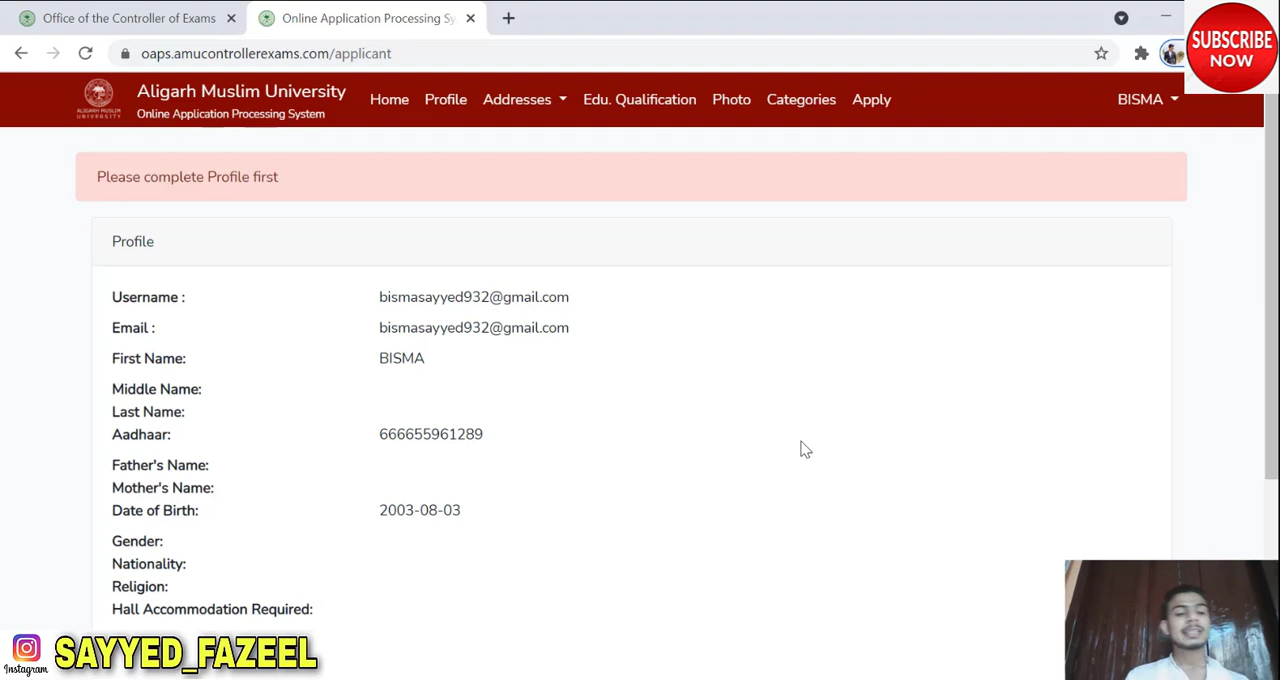 Office of the Controller of Exams
Online Application Processing Sy
oaps.amucontrollerexams.com/applicant
SUBSCRIBE
NOW
ALIGARH MUSLIM
UNIVERSITY
Aligarh Muslim University
Online Application Processing System
Home Profile Addresses Edu. Qualification Photo Categories Apply BISMA
Please complete Profile first
Profile
Username : bismasayyed932@gmail.com
Email : bismasayyed932@gmail.com
First Name: BISMA
Middle Name:
Last Name:
Aadhaar: 666655961289
Father's Name:
Mother's Name:
Date of Birth: 2003-08-03
Gender:
Nationality:
Religion:
Hall Accommodation Required:
Instagram
SAYYED_FAZEEL